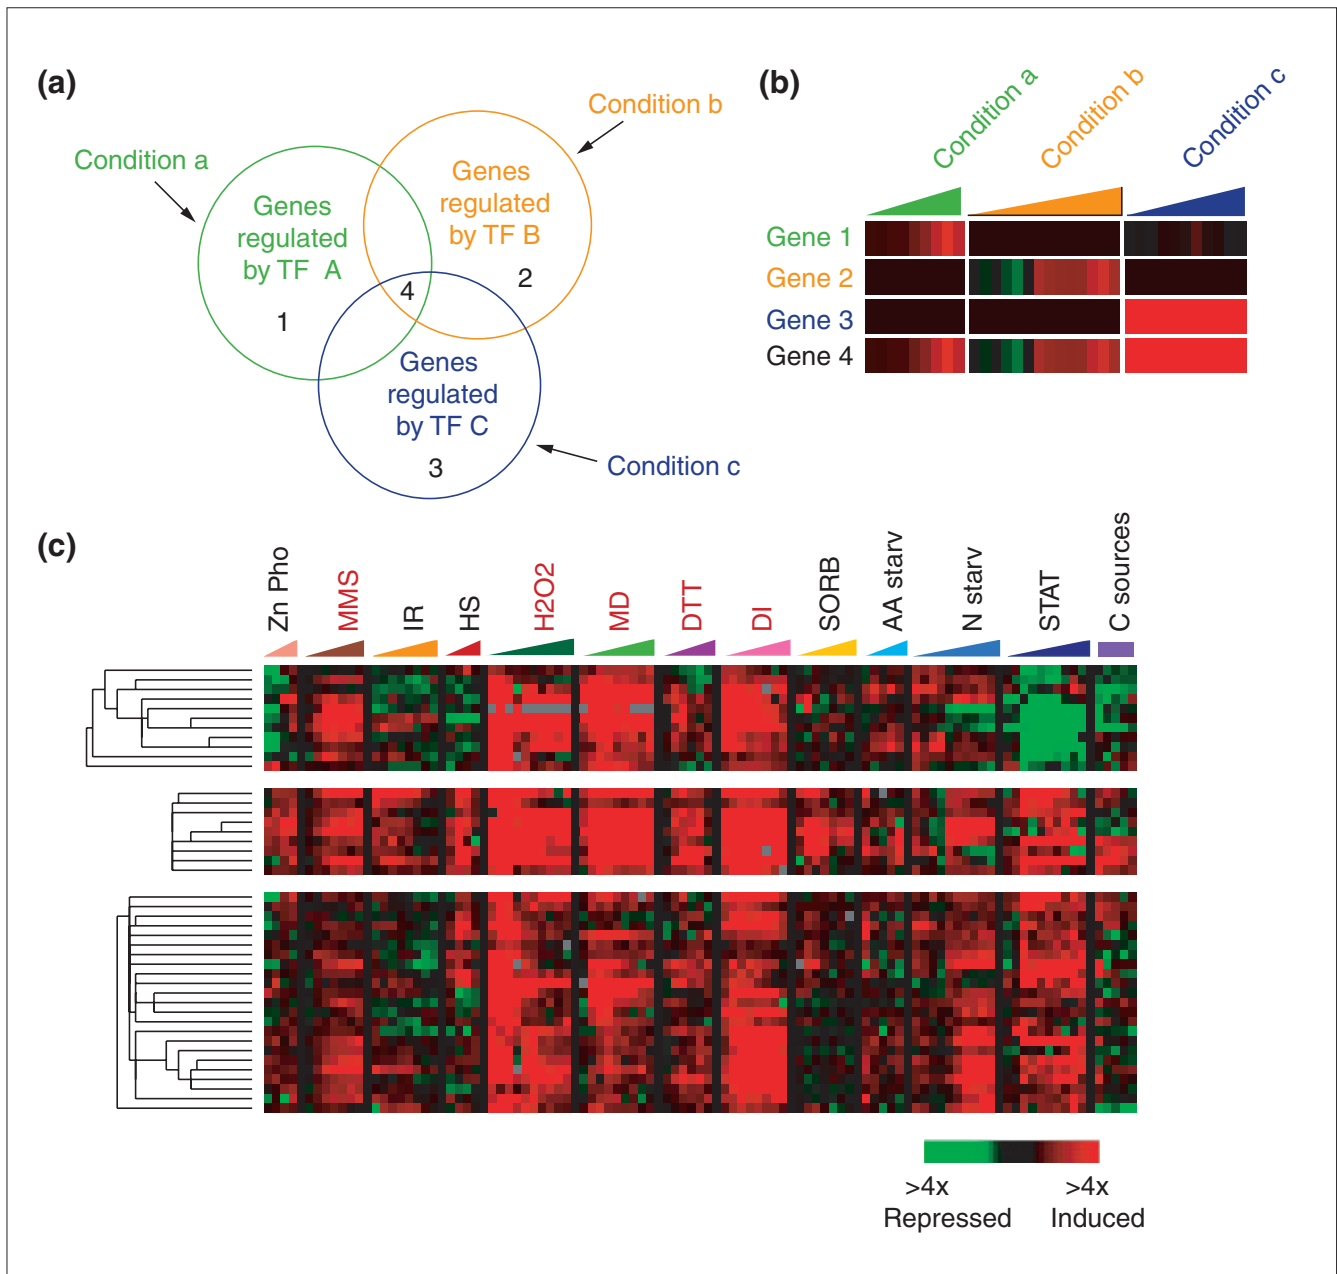 (a)
Condition a
Condition b
Genes
regulated
by TF A
1
Genes
regulated
by TF B
2
4
Genes
regulated
by TF C
3
Condition c
(b)
Condition a
Condition b
Condition c
Gene 1
Gene 2
Gene 3
Gene 4
(c)
Zn Pho
MMS
IR
HS
H2O2
MD
DTT
DI
SORB
AA starv
N starv
STAT
C sources
>4x
Repressed
>4x
Induced